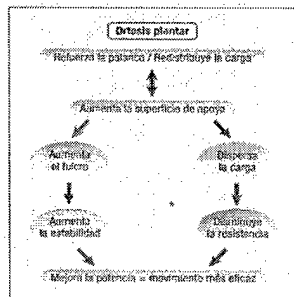 Ortosis plantar
Refuerza la palanca / Redistribuye la carga
Aumenta la superficie de apoyo
Aumenta
el fulcro
Dispersa
la carga
Aumenta
la estabilidad
Disminuye
la resistencia
Mejora la potencia = movimiento más eficaz